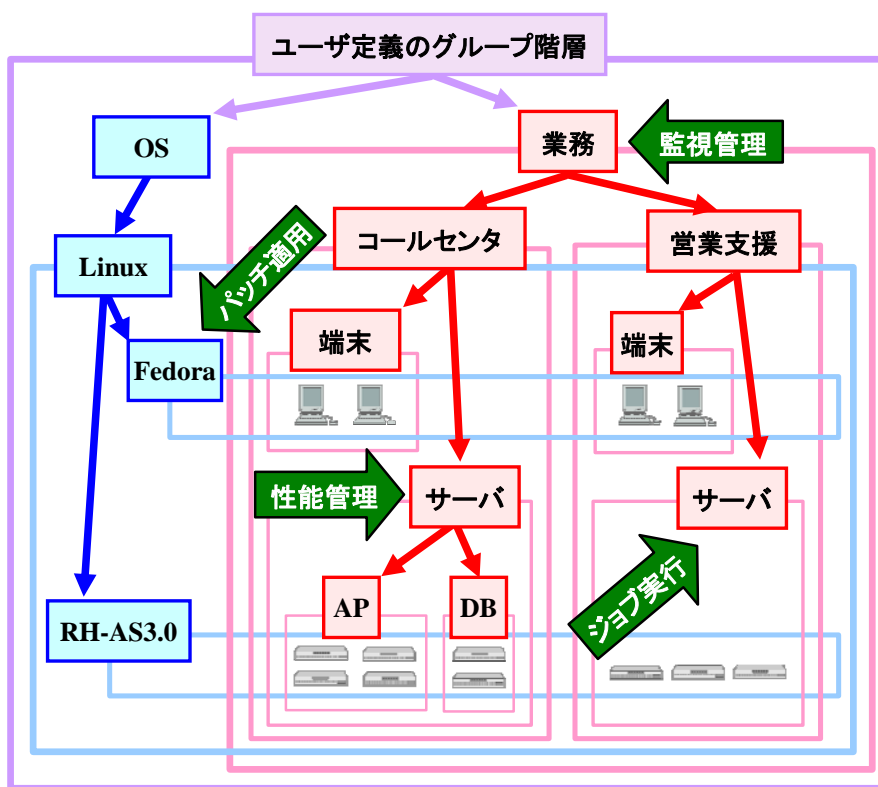 ユーザ定義のグループ階層
OS
業務
監視管理
コールセンタ
営業支援
Linux
パッチ適用
端末
端末
Fedora
性能管理
サーバ
サーバ
AP
DB
ジョブ実行
RH-AS3.0